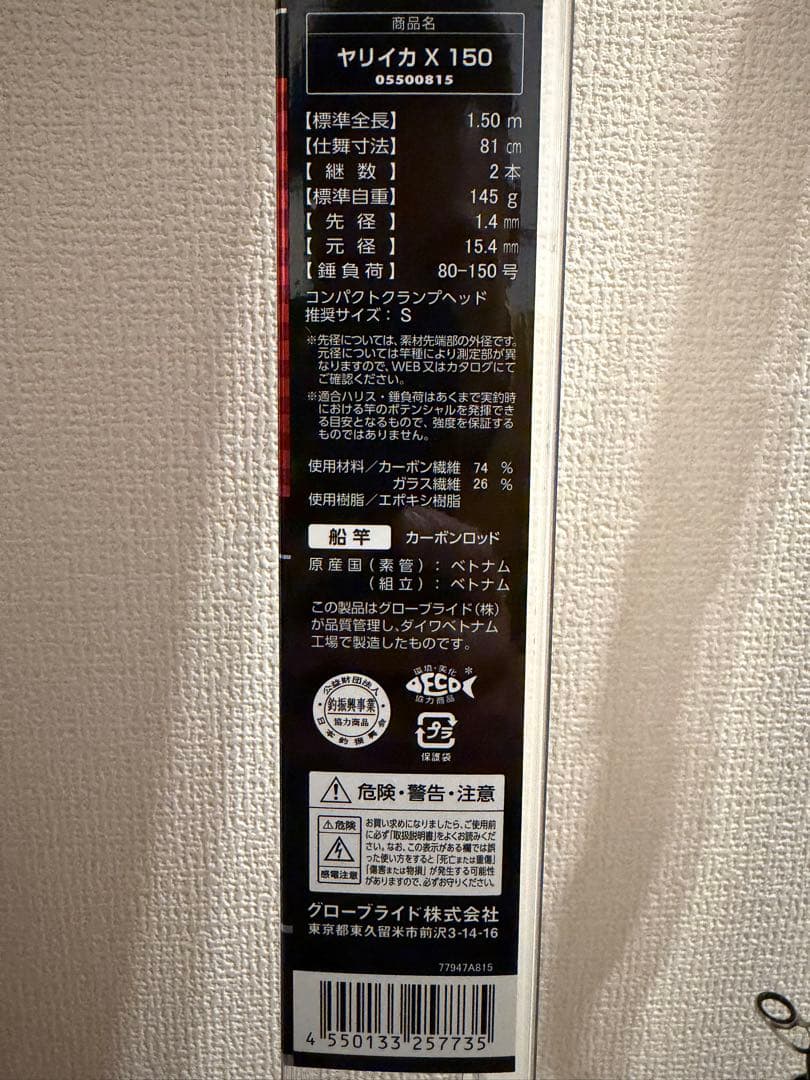 商品名
ヤリイカ X 150
05500815
【標準全長】 1.50 m
【仕舞寸法】 81 cm
【継数】 2 本
【標準自重】 145 g
【先径】 1.4 mm
【元径】 15.4 mm
【錘負荷】 80-150 号
コンパクトクランプヘッド
推奨サイズ：S
※先径については、素材先端部の外径です。
元径については竿種により測定部が異
なりますので、WEB又はカタログにて
ご確認ください。
※適合ハリス・錘負荷はあくまで実釣時
における竿のポテンシャルを発揮でき
る目安となるもので、強度を保証する
ものではありません。
使用材料／カーボン繊維 74 %
ガラス繊維 26 %
使用樹脂／エポキシ樹脂
船竿 カーボンロッド
原産国（素管）：ベトナム
（組立）：ベトナム
この製品はグローブライド（株）
が品質管理し、ダイワベトナム
工場で製造したものです。
公益財団法人
釣振興事業
協力商品
日本釣振興会
環境・美化
ECO
協力商品
プラ
保護袋
危険・警告・注意
危険
感電注意
お買い求めになりましたら、ご使用前
に必ず「取扱説明書」をよくお読みくださ
い。なお、この表示がある欄では誤
った使い方をすると「死亡または重傷」
「傷害または物損」が発生する可能性
がありますので、必ずお守りください。
グローブライド株式会社
東京都東久留米市前沢3-14-16
77947A815
4 550133 257735